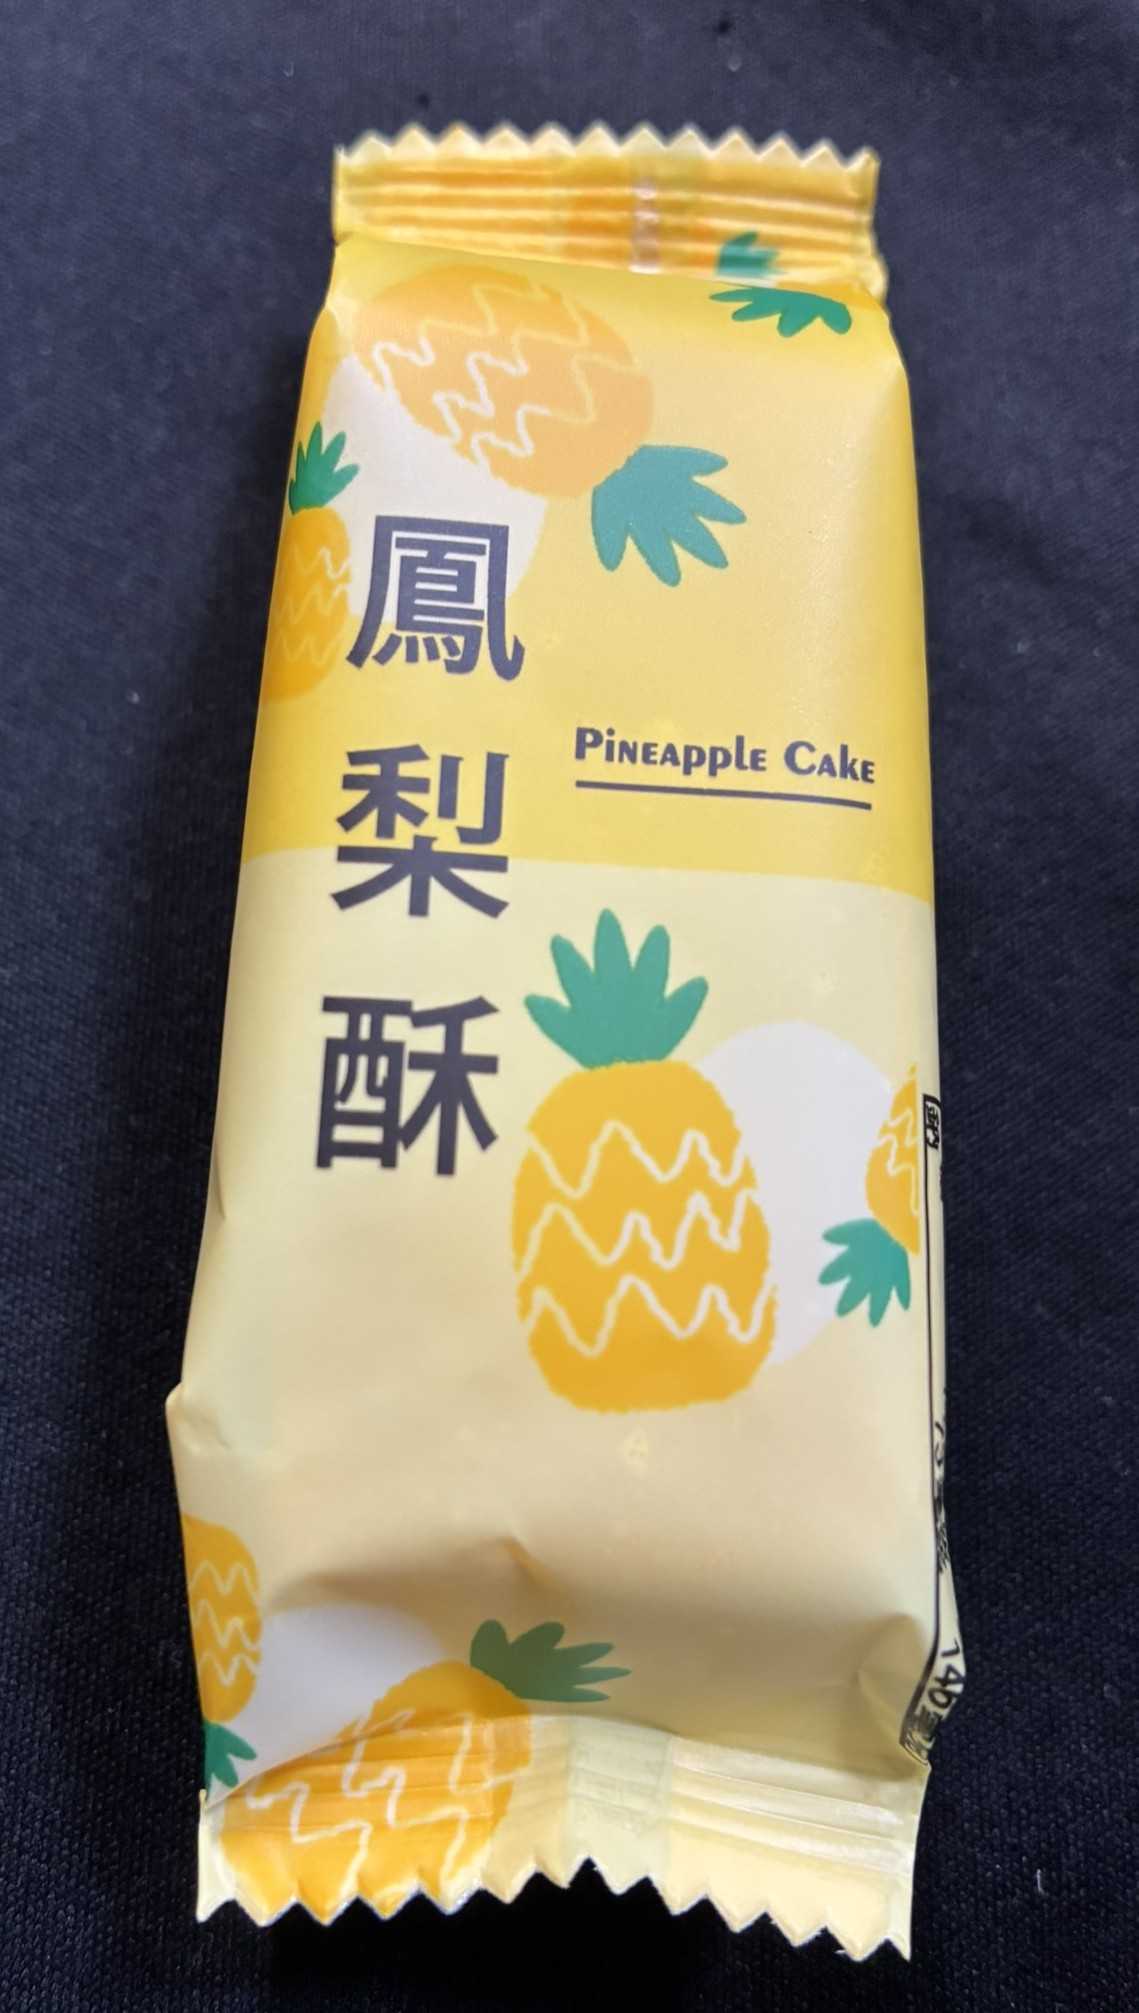 鳳梨酥
Pineapple Cake